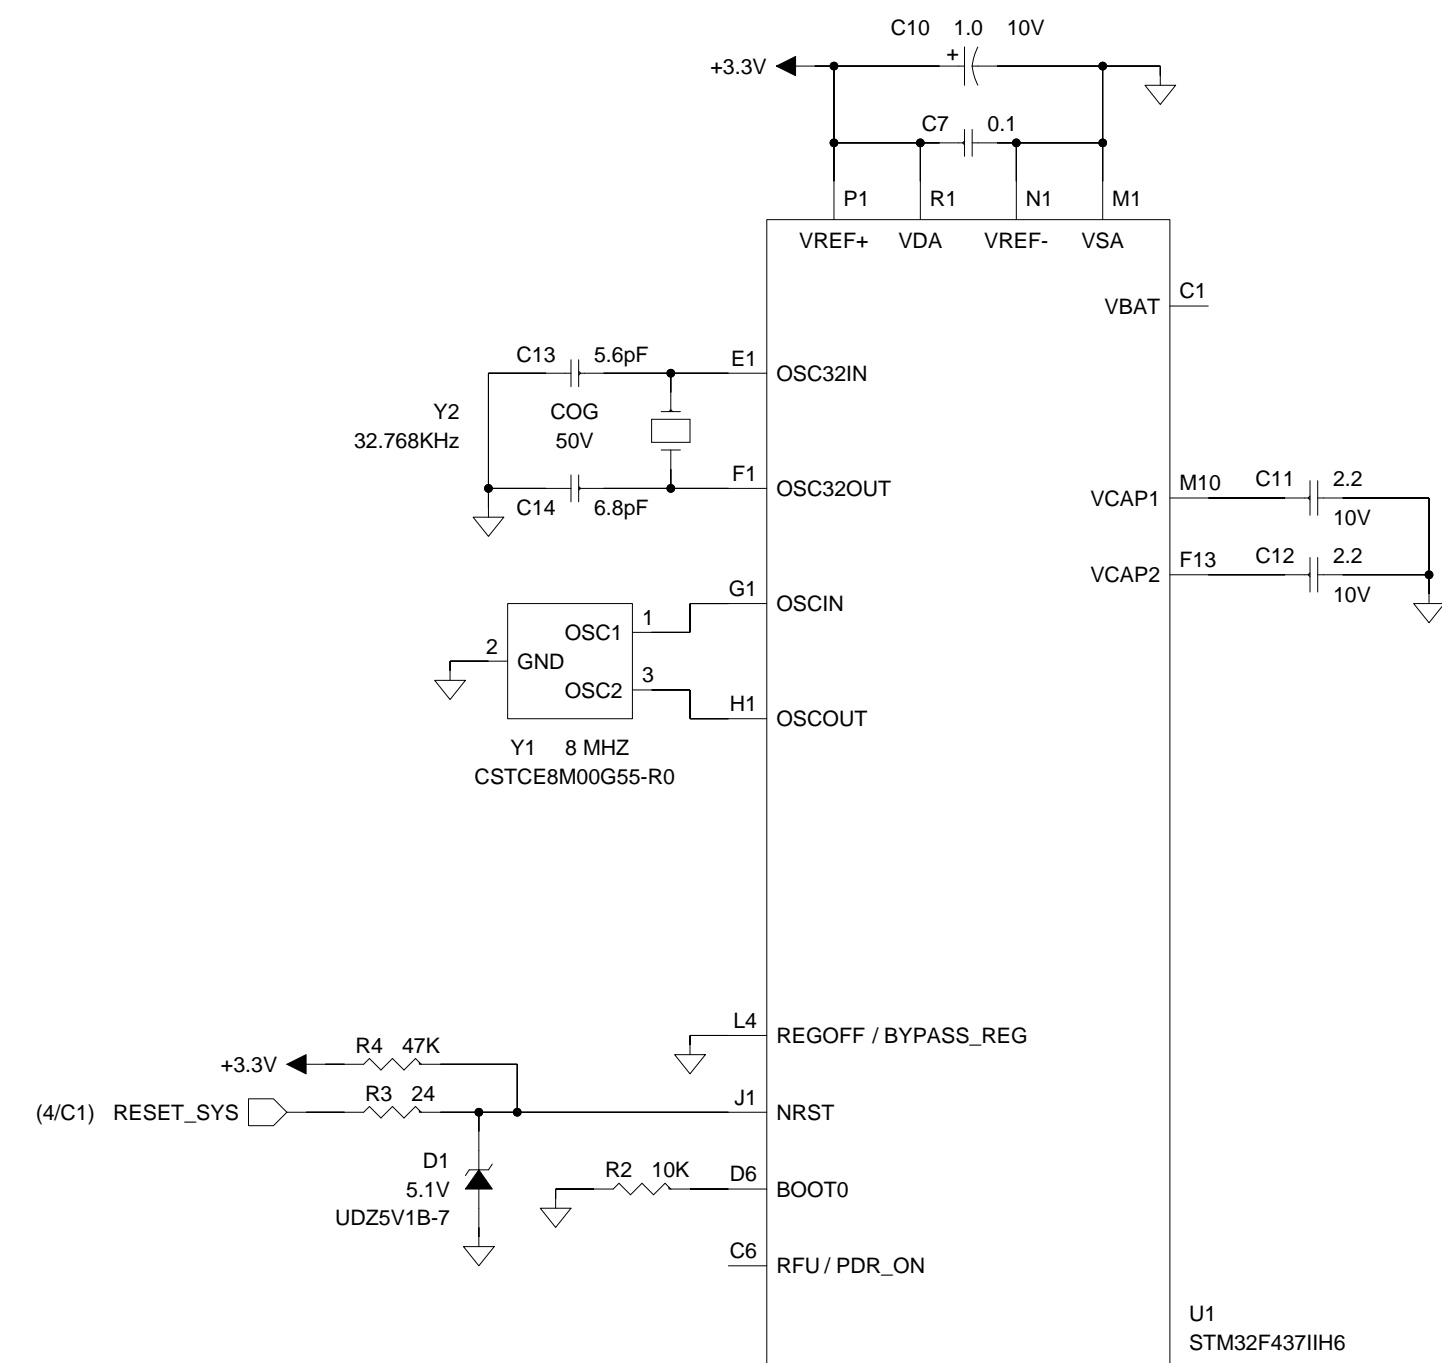 C10 1.0 10V
+
+3.3V
C7 0.1
P1 R1 N1 M1
VREF+ VDA VREF- VSA
C1
VBAT
C13 5.6pF E1
OSC32IN
Y2 COG
32.768KHz 50V
F1
OSC32OUT
C14 6.8pF
M10 C11 2.2
VCAP1
10V
F13 C12 2.2
VCAP2
10V
G1
OSCIN
1
OSC1
2
GND
3
OSC2
H1
OSCOUT
Y1 8 MHZ
CSTCE8M00G55-R0
L4
REGOFF / BYPASS_REG
R4 47K
+3.3V
R3 24
J1
(4/C1) RESET_SYS
NRST
D1
5.1V
UDZ5V1B-7
R2 10K D6
BOOT0
C6
RFU / PDR_ON
U1
STM32F437IIH6